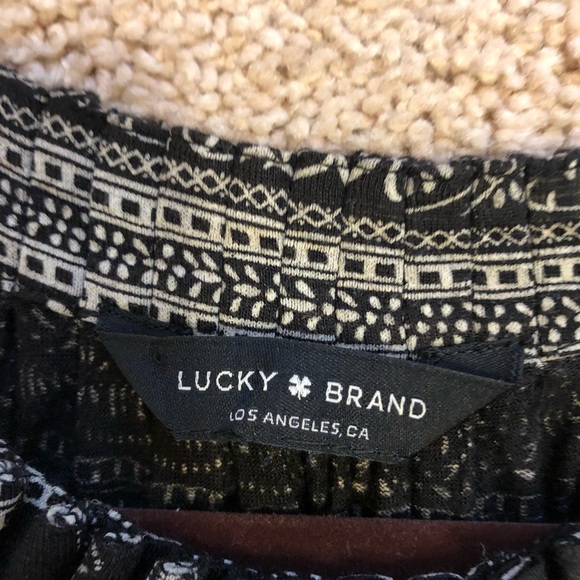 LUCKY BRAND
LOS ANGELES, CA